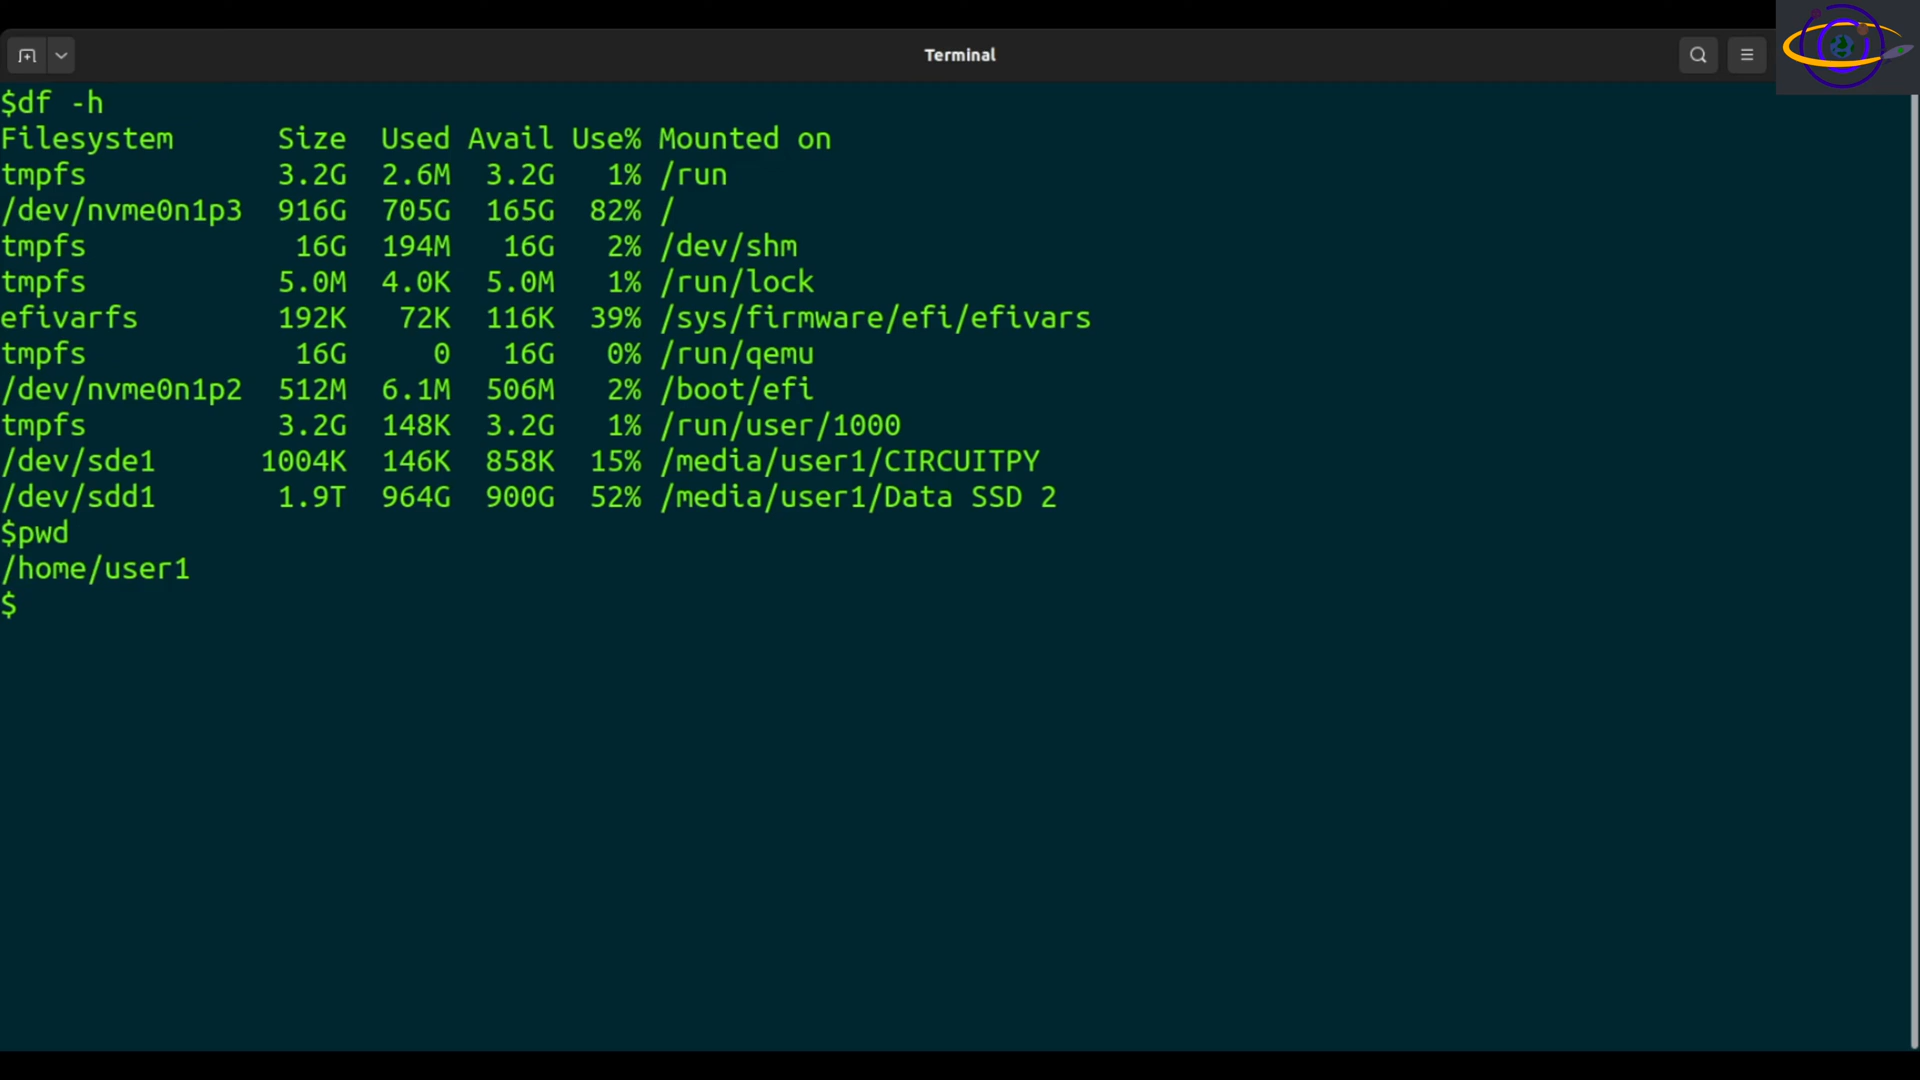 Terminal
$df -h
Filesystem      Size  Used Avail Use% Mounted on
tmpfs           3.2G  2.6M  3.2G   1% /run
/dev/nvme0n1p3  916G  705G  165G  82% /
tmpfs            16G  194M   16G   2% /dev/shm
tmpfs           5.0M  4.0K  5.0M   1% /run/lock
efivarfs        192K   72K  116K  39% /sys/firmware/efi/efivars
tmpfs            16G     0   16G   0% /run/qemu
/dev/nvme0n1p2  512M  6.1M  506M   2% /boot/efi
tmpfs           3.2G  148K  3.2G   1% /run/user/1000
/dev/sde1      1004K  146K  858K  15% /media/user1/CIRCUITPY
/dev/sdd1       1.9T  964G  900G  52% /media/user1/Data SSD 2
$pwd
/home/user1
$